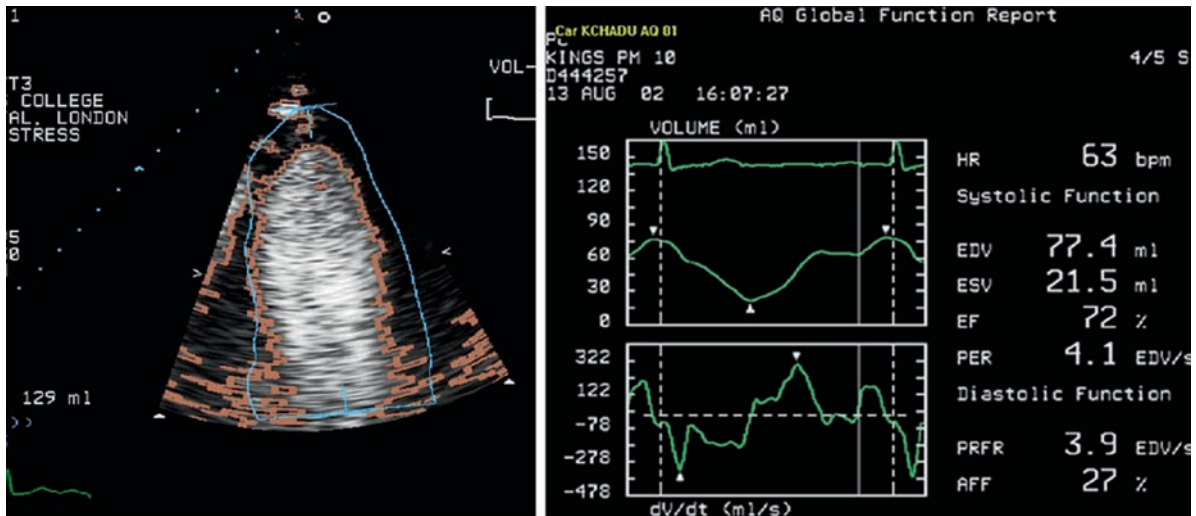 1
T3
COLLEGE
AL. LONDON
STRESS
VOL
129 ml
AQ Global Function Report
Car KCHADU AQ 01
KINGS PM 10
4/5 S
D444257
13 AUG 02 16:07:27
VOLUME (ml)
150
120
90
60
30
0
322
122
-78
-278
-478
dV/dt (ml/s)
HR 63 bpm
Systolic Function
EDV 77.4 ml
ESV 21.5 ml
EF 72 %
PER 4.1 EDV/s
Diastolic Function
PRFR 3.9 EDV/s
AFF 27 %